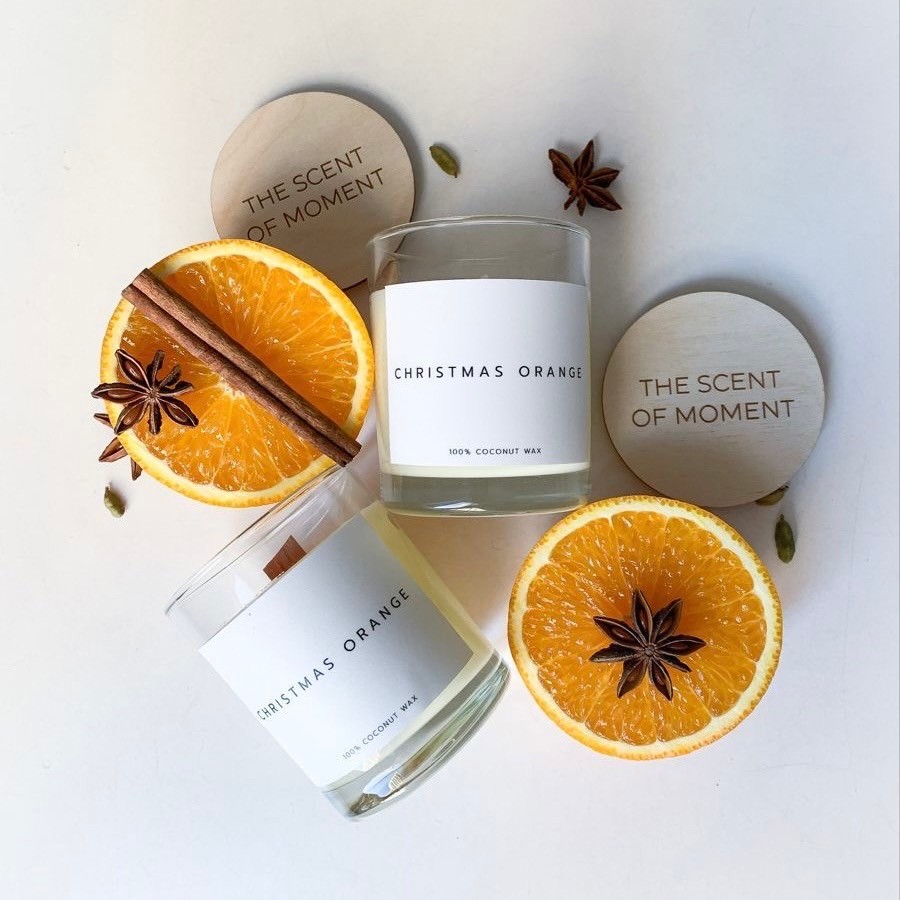 THE SCENT
OF MOMENT
CHRISTMAS ORANGE
100% COCONUT WAX
THE SCENT
OF MOMENT
CHRISTMAS ORANGE
100% COCONUT WAX